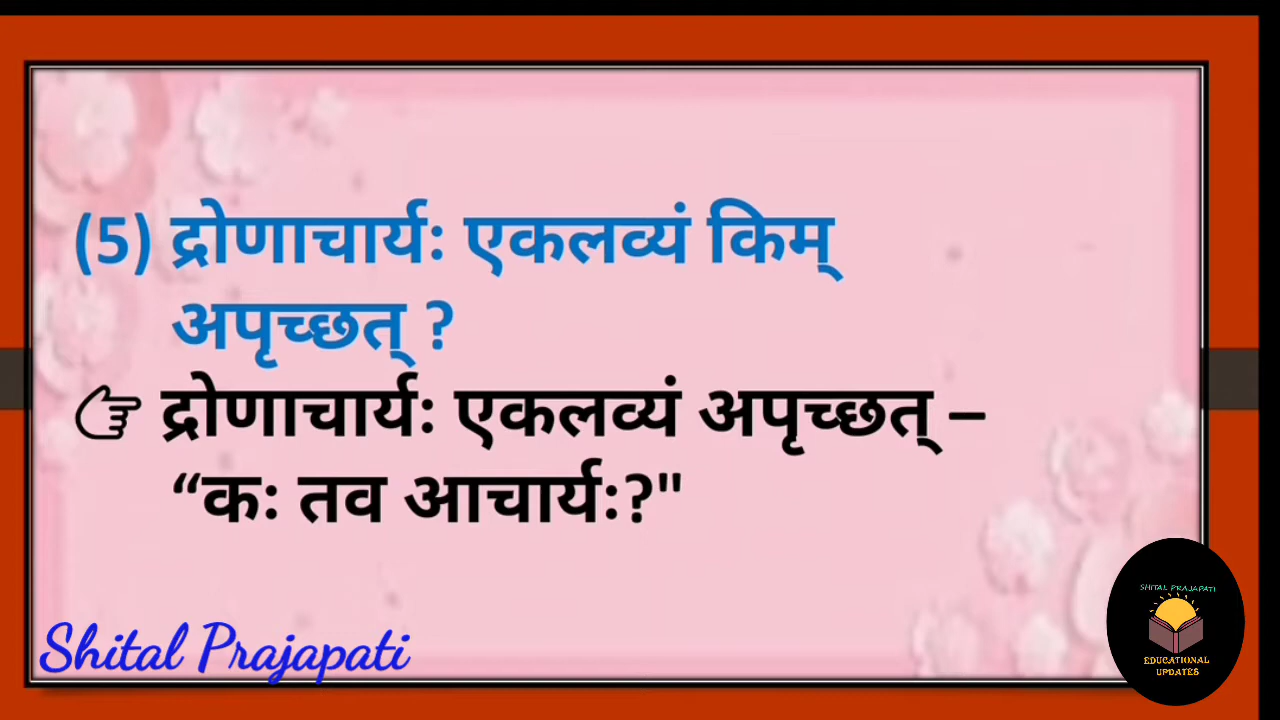 (5) द्रोणाचार्यः एकलव्यं किम्
अपृच्छत् ?
👉 द्रोणाचार्यः एकलव्यं अपृच्छत् –
“कः तव आचार्यः?"
Shital Prajapati
SHITAL PRAJAPATI
EDUCATIONAL
UPDATES